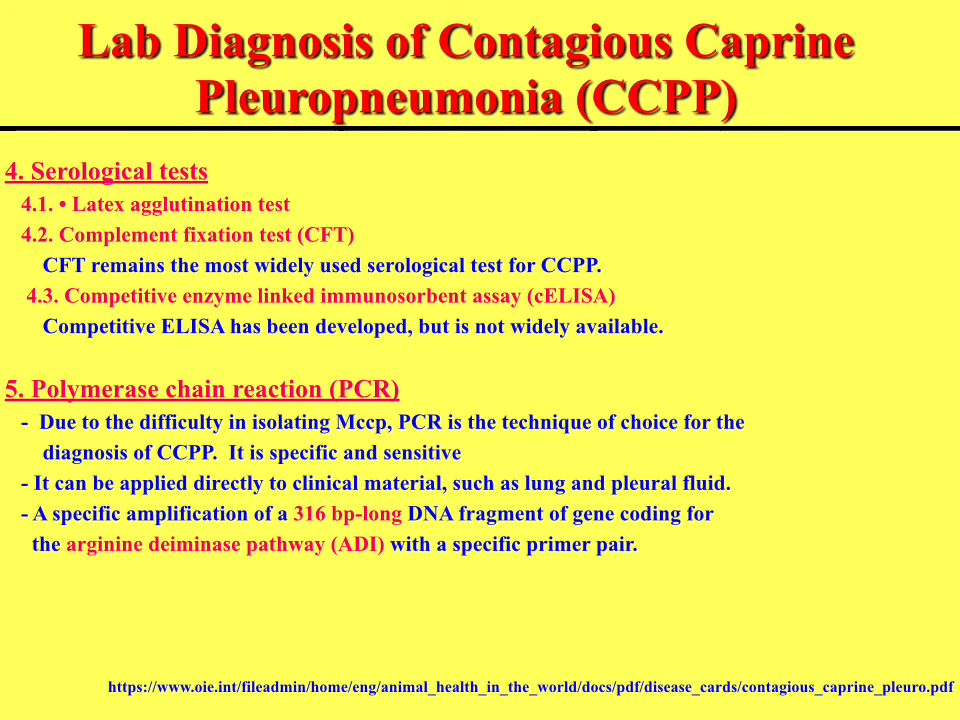 Lab Diagnosis of Contagious Caprine
Pleuropneumonia (CCPP)
4. Serological tests
4.1. • Latex agglutination test
4.2. Complement fixation test (CFT)
CFT remains the most widely used serological test for CCPP.
4.3. Competitive enzyme linked immunosorbent assay (cELISA)
Competitive ELISA has been developed, but is not widely available.
5. Polymerase chain reaction (PCR)
- Due to the difficulty in isolating Mccp, PCR is the technique of choice for the
diagnosis of CCPP. It is specific and sensitive
- It can be applied directly to clinical material, such as lung and pleural fluid.
- A specific amplification of a 316 bp-long DNA fragment of gene coding for
the arginine deiminase pathway (ADI) with a specific primer pair.
https://www.oie.int/fileadmin/home/eng/animal_health_in_the_world/docs/pdf/disease_cards/contagious_caprine_pleuro.pdf